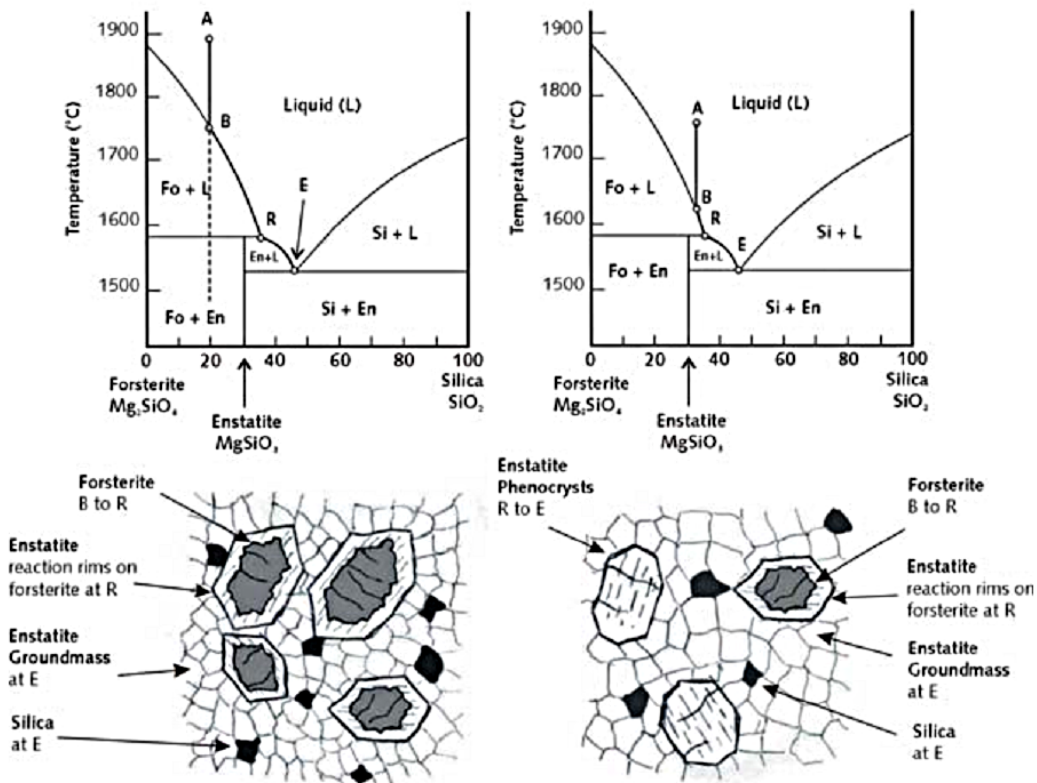 1900
1800
1700
1600
1500
Temperature (°C)
A
B
Liquid (L)
E
Fo + L
R
En+L
Si + L
Fo + En
Si + En
0
20
40
60
80
100
Forsterite
Mg₂SiO₄
Enstatite
MgSiO₃
Silica
SiO₂
1900
1800
1700
1600
1500
Temperature (°C)
Liquid (L)
A
B
R
E
Fo + L
En+L
Si + L
Fo + En
Si + En
0
20
40
60
80
100
Forsterite
Mg₂SiO₄
Enstatite
MgSiO₃
Silica
SiO₂
Forsterite
B to R
Enstatite
reaction rims on
forsterite at R
Enstatite
Groundmass
at E
Silica
at E
Enstatite
Phenocrysts
R to E
Forsterite
B to R
Enstatite
reaction rims on
forsterite at R
Enstatite
Groundmass
at E
Silica
at E